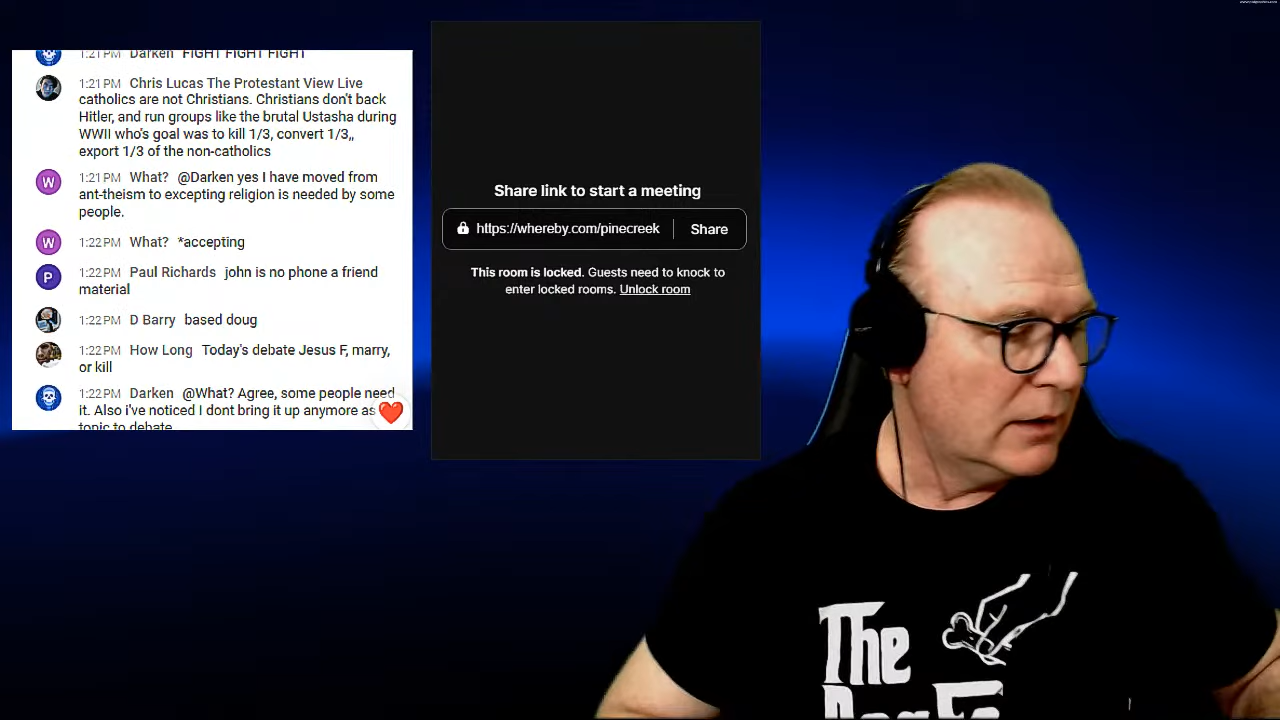 1:21 PM Darken FIGHT FIGHT FIGHT
1:21 PM Chris Lucas The Protestant View Live
catholics are not Christians. Christians don't back
Hitler, and run groups like the brutal Ustasha during
WWII who's goal was to kill 1/3, convert 1/3,,
export 1/3 of the non-catholics
W 1:21 PM What? @Darken yes I have moved from
ant-theism to excepting religion is needed by some
people.
W 1:22 PM What? *accepting
P 1:22 PM Paul Richards john is no phone a friend
material
1:22 PM D Barry based doug
1:22 PM How Long Today's debate Jesus F, marry,
or kill
1:22 PM Darken @What? Agree, some people need
it. Also i've noticed I dont bring it up anymore as
topic to debate
Share link to start a meeting
https://whereby.com/pinecreek Share
This room is locked. Guests need to knock to
enter locked rooms. Unlock room
The